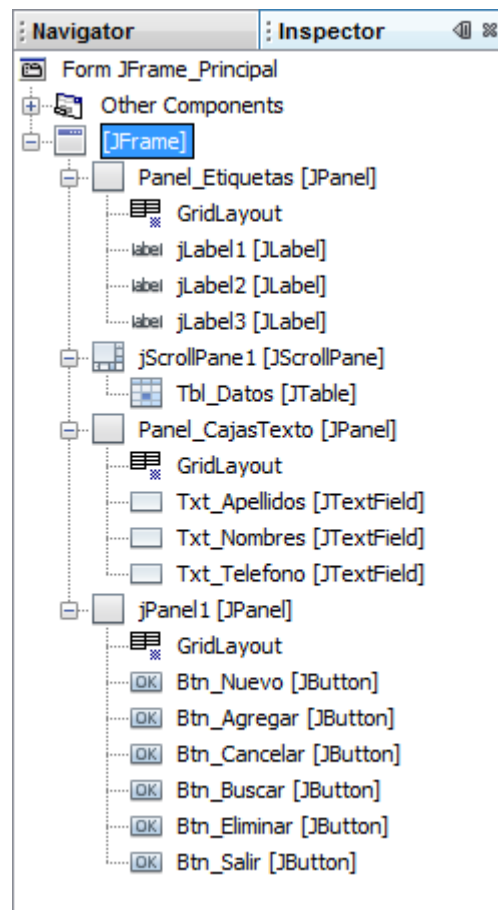 Navigator Inspector
Form JFrame_Principal
Other Components
[JFrame]
Panel_Etiquetas [JPanel]
GridLayout
label jLabel1 [JLabel]
label jLabel2 [JLabel]
label jLabel3 [JLabel]
jScrollPane1 [JScrollPane]
Tbl_Datos [JTable]
Panel_CajasTexto [JPanel]
GridLayout
Txt_Apellidos [JTextField]
Txt_Nombres [JTextField]
Txt_Telefono [JTextField]
jPanel1 [JPanel]
GridLayout
OK Btn_Nuevo [JButton]
OK Btn_Agregar [JButton]
OK Btn_Cancelar [JButton]
OK Btn_Buscar [JButton]
OK Btn_Eliminar [JButton]
OK Btn_Salir [JButton]